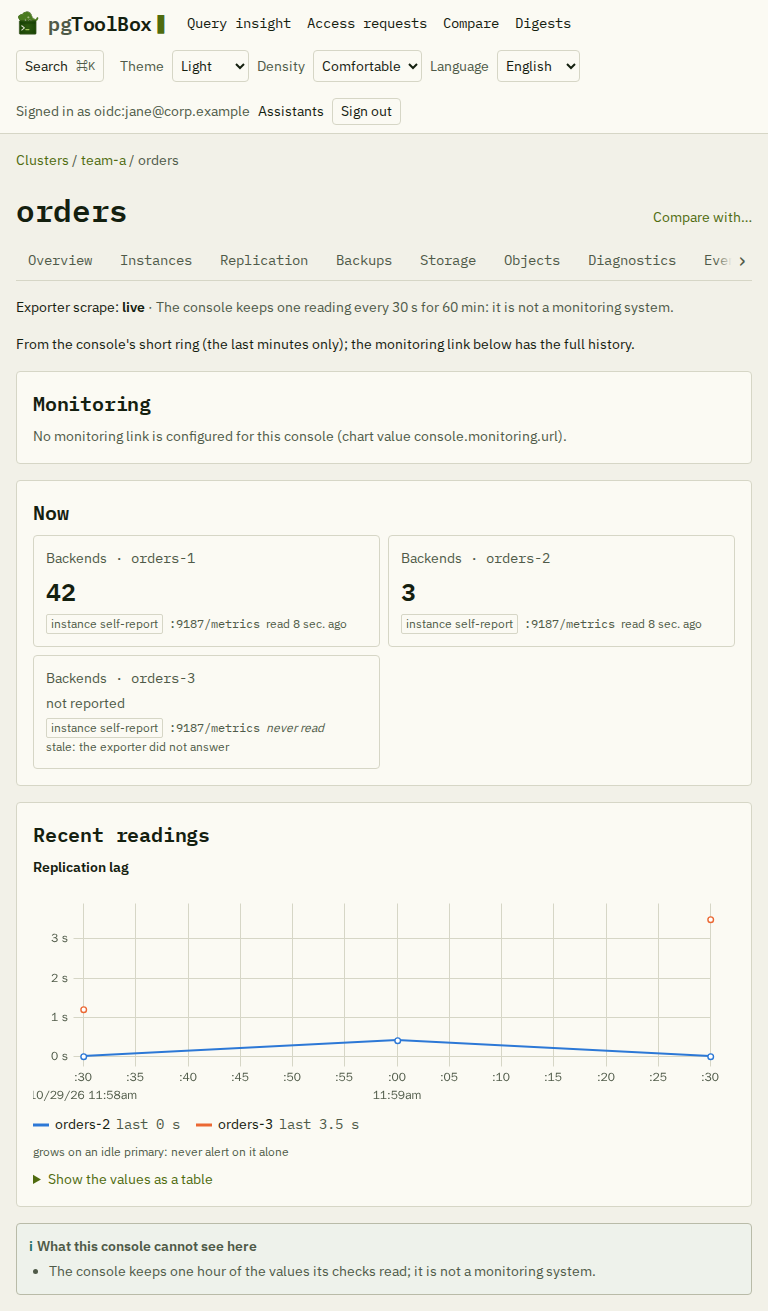 pgToolBox Query insight Access requests Compare Digests
Search ⌘K Theme Light Density Comfortable Language English
Signed in as oidc:jane@corp.example Assistants Sign out
Clusters / team-a / orders
orders
Compare with...
Overview Instances Replication Backups Storage Objects Diagnostics
Exporter scrape: live · The console keeps one reading every 30 s for 60 min: it is not a monitoring system.
From the console's short ring (the last minutes only); the monitoring link below has the full history.
Monitoring
No monitoring link is configured for this console (chart value console.monitoring.url).
Now
Backends · orders-1
42
instance self-report :9187/metrics read 8 sec. ago
Backends · orders-2
3
instance self-report :9187/metrics read 8 sec. ago
Backends · orders-3
not reported
instance self-report :9187/metrics never read
stale: the exporter did not answer
Recent readings
Replication lag
3 s
2 s
1 s
0 s
:30 :35 :40 :45 :50 :55 :00 :05 :10 :15 :20 :25 :30
10/29/26 11:58am 11:59am
orders-2 last 0 s orders-3 last 3.5 s
grows on an idle primary: never alert on it alone
Show the values as a table
i What this console cannot see here
• The console keeps one hour of the values its checks read; it is not a monitoring system.